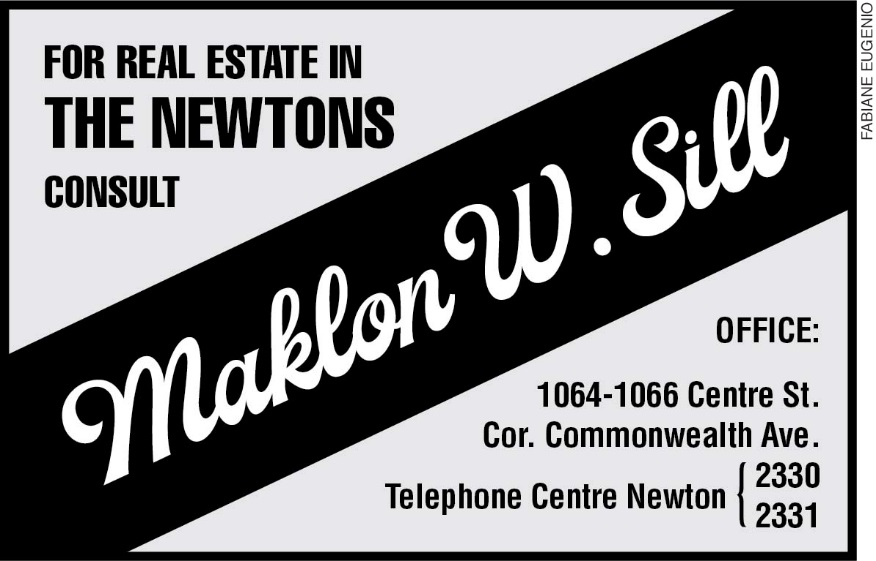 FOR REAL ESTATE IN
THE NEWTONS
CONSULT
Maklon W. Sill
OFFICE:
1064-1066 Centre St.
Cor. Commonwealth Ave.
Telephone Centre Newton { 2330
2331
FABIANE EUGENIO